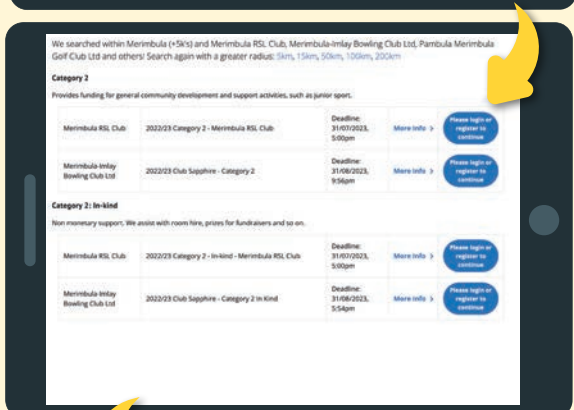 We searched within Merimbula (+5k's) and Merimbula RSL Club, Merimbula-Imlay Bowling Club Ltd, Pambula Merimbula
Golf Club Ltd and others! Search again with a greater radius: 5km, 15km, 50km, 100km, 200km
Category 2
Provides funding for general community development and support activities, such as junior sport.
Merimbula RSL Club
2022/23 Category 2 - Merimbula RSL Club
Deadline:
31/07/2023,
5:00pm
More Info >
Please login or
register to
continue
Merimbula-Imlay
Bowling Club Ltd
2022/23 Club Sapphire - Category 2
Deadline:
31/08/2023,
9:56pm
More Info >
Please login or
register to
continue
Category 2: In-kind
Non monetary support. We assist with room hire, prizes for fundraisers and so on.
Merimbula RSL Club
2022/23 Category 2 - In-kind - Merimbula RSL Club
Deadline:
31/07/2023,
5:00pm
More Info >
Please login or
register to
continue
Merimbula-Imlay
Bowling Club Ltd
2022/23 Club Sapphire - Category 2 In Kind
Deadline:
31/08/2023,
5:54pm
More Info >
Please login or
register to
continue